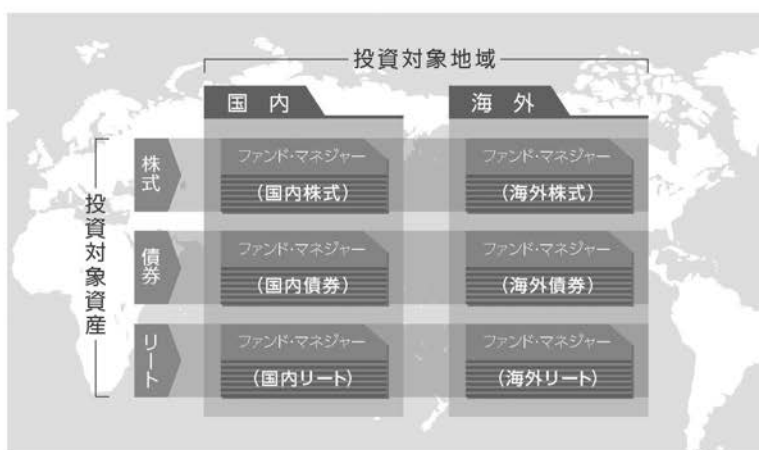 投資対象地域
国内
海外
投資対象資産
株式
ファンド・マネジャー
(国内株式)
ファンド・マネジャー
(海外株式)
債券
ファンド・マネジャー
(国内債券)
ファンド・マネジャー
(海外債券)
リート
ファンド・マネジャー
(国内リート)
ファンド・マネジャー
(海外リート)